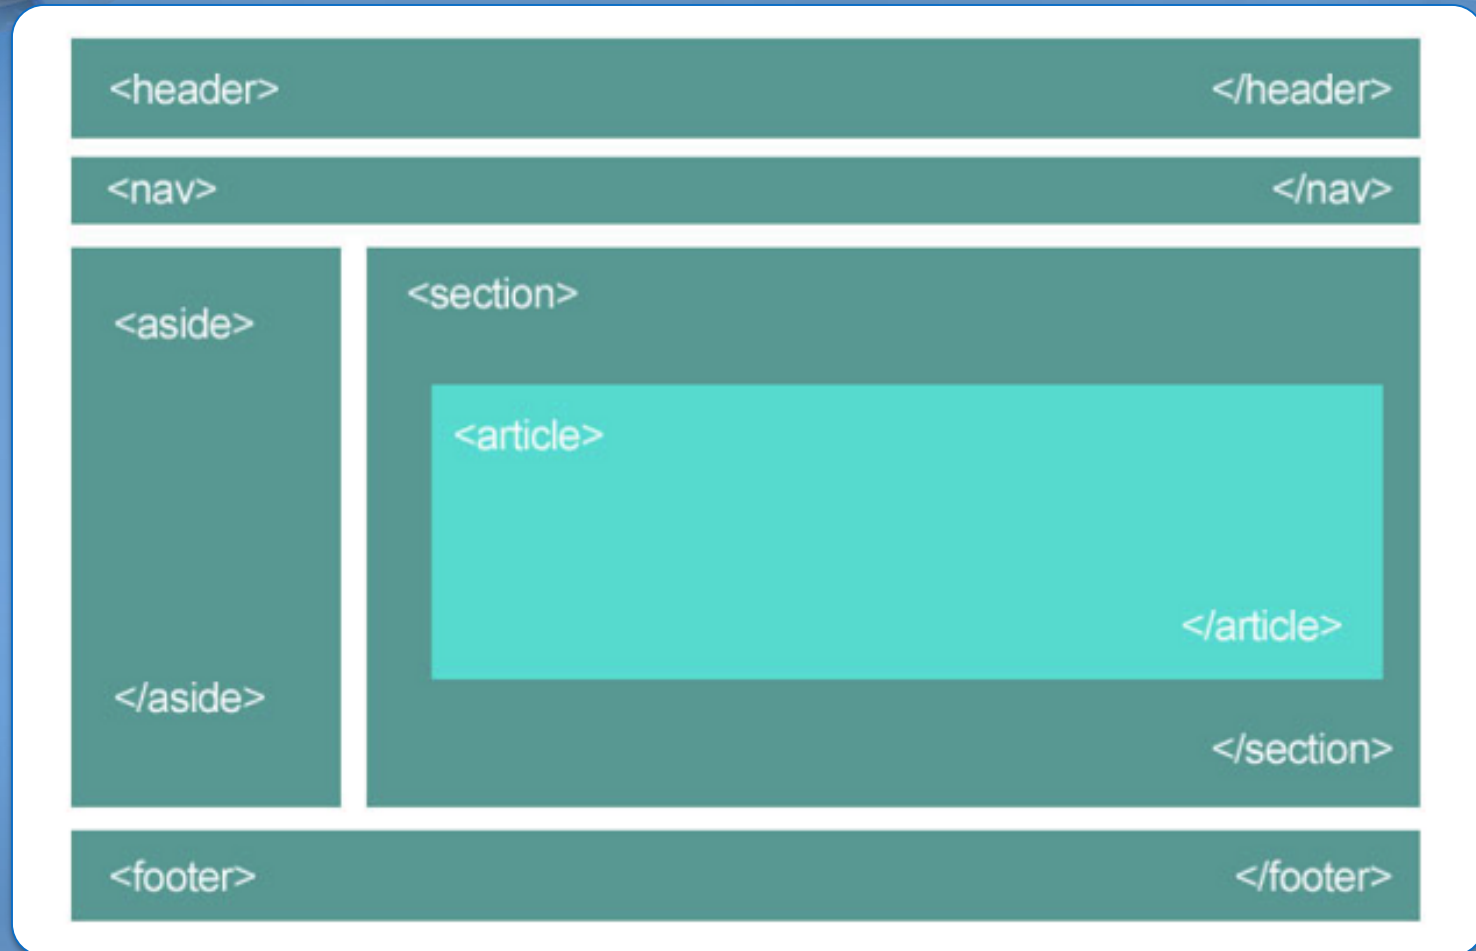 <header> </header>
<nav> </nav>
<aside>
</aside>
<section>
<article>
</article>
</section>
<footer> </footer>